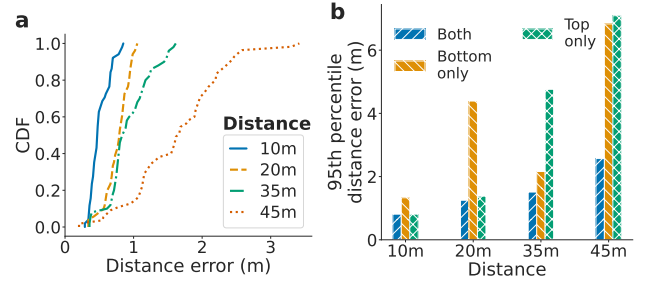 a
CDF
1.0
0.8
0.6
0.4
0.2
0.0
0
1
2
3
Distance error (m)
Distance
10m
20m
35m
45m
b
95th percentile
distance error (m)
6
4
2
0
Both
Bottom
only
Top
only
10m
20m
35m
45m
Distance